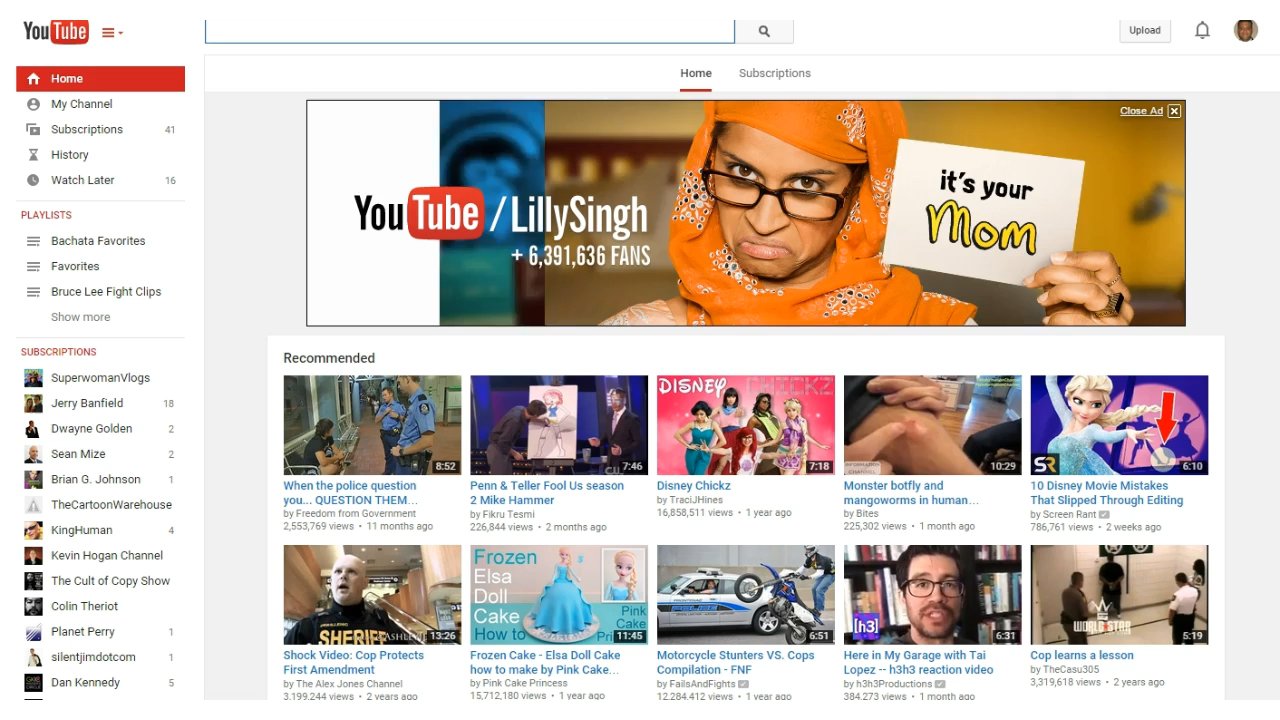 YouTube
Upload
Home
My Channel
Subscriptions 41
History
Watch Later 16
PLAYLISTS
Bachata Favorites
Favorites
Bruce Lee Fight Clips
Show more
SUBSCRIPTIONS
SuperwomanVlogs
Jerry Banfield 18
Dwayne Golden 2
Sean Mize 2
Brian G. Johnson 1
TheCartoonWarehouse
KingHuman 4
Kevin Hogan Channel
The Cult of Copy Show
Colin Theriot
Planet Perry 1
silentjimdotcom 1
Dan Kennedy 5
Home Subscriptions
Close Ad
YouTube /LillySingh
+ 6,391,636 FANS
it's your
Mom
Recommended
8:52
When the police question
you... QUESTION THEM...
by Freedom from Government
2,553,769 views • 11 months ago
7:46
Penn & Teller Fool Us season
2 Mike Hammer
by Fikru Tesmi
226,844 views • 2 months ago
DISNEY CHICKZ
7:18
Disney Chickz
by TraciJHines
16,858,511 views • 1 year ago
10:29
Monster botfly and
mangoworms in human...
by Bites
225,302 views • 1 month ago
SR
6:10
10 Disney Movie Mistakes
That Slipped Through Editing
by Screen Rant
786,761 views • 2 weeks ago
SHERI
13:26
Shock Video: Cop Protects
First Amendment
by The Alex Jones Channel
3,199,244 views • 2 years ago
Frozen
Elsa
Doll
Cake
How to
Pink
Cake
Pri
11:45
Frozen Cake - Elsa Doll Cake
how to make by Pink Cake...
by Pink Cake Princess
15,712,180 views • 1 year ago
POLICE
6:51
Motorcycle Stunters VS. Cops
Compilation - FNF
by FailsAndFights
12,284,412 views • 1 year ago
[h3]
6:31
Here in My Garage with Tai
Lopez -- h3h3 reaction video
by h3h3Productions
384,273 views • 1 month ago
WORLD STAR
5:19
Cop learns a lesson
by TheCasu305
3,319,618 views • 2 years ago